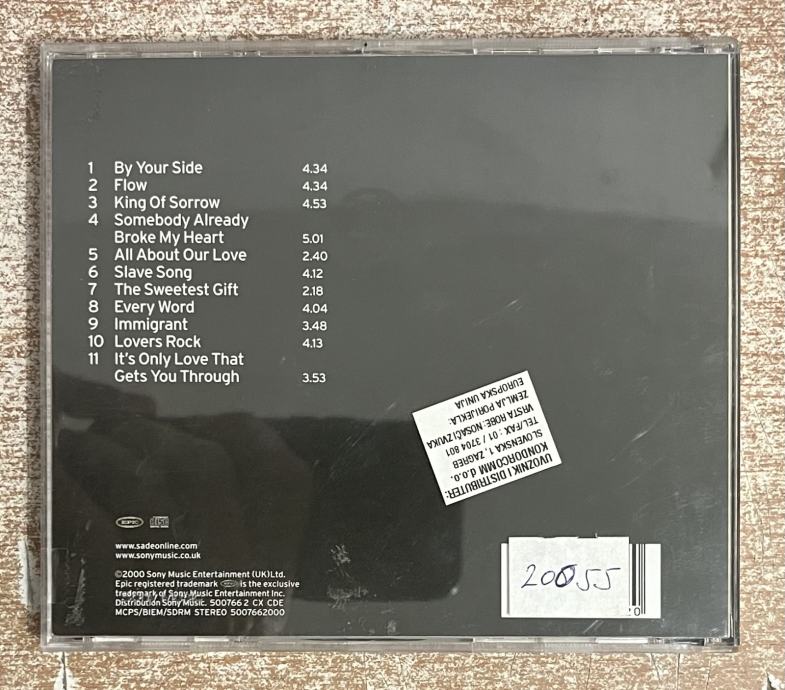 1 By Your Side 4.34
2 Flow 4.34
3 King Of Sorrow 4.53
4 Somebody Already
Broke My Heart 5.01
5 All About Our Love 2.40
6 Slave Song 4.12
7 The Sweetest Gift 2.18
8 Every Word 4.04
9 Immigrant 3.48
10 Lovers Rock 4.13
11 It's Only Love That
Gets You Through 3.53
UVOZNIK I DISTRIBUTER:
KONDORCOMM d.o.o.
SLOVENSKA 1, ZAGREB
TEL/FAX : 01 / 3704 801
VRSTA ROBE: NOSAČI ZVUKA
ZEMLJA PORIJEKLA:
EUROPSKA UNIJA
EPIC disc
www.sadeonline.com
www.sonymusic.co.uk
©2000 Sony Music Entertainment (UK)Ltd.
Epic registered trademark EPIC is the exclusive
trademark of Sony Music Entertainment Inc.
Distribution Sony Music. 500766 2 CX CDE
MCPS/BIEM/SDRM STEREO 5007662000
20055
0